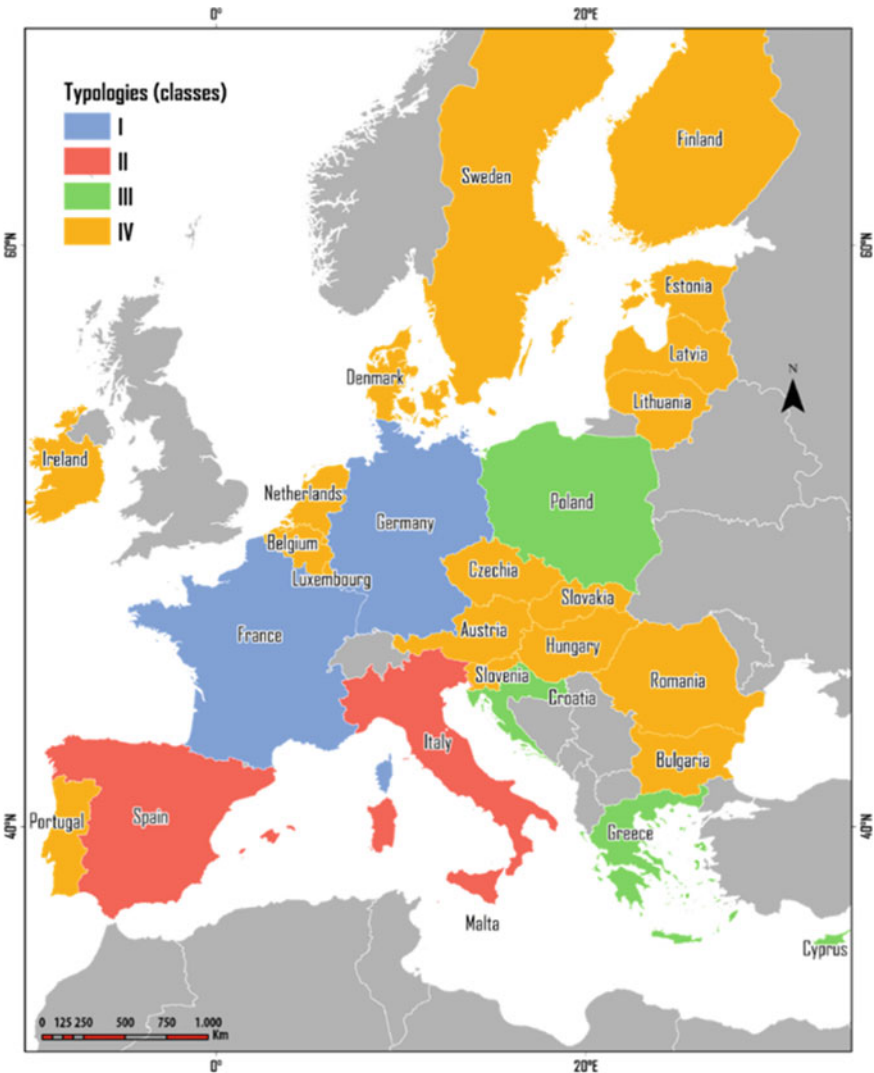 0° 20°E
Typologies (classes)
I
II
III
IV
Finland
Sweden
60°N 60°N
Estonia
Latvia
N
Denmark
Lithuania
Ireland
Netherlands
Poland
Germany
Belgium
Czechia
Luxembourg
Slovakia
Austria
France
Hungary
Slovenia
Romania
Croatia
Italy
Bulgaria
Portugal
Spain
40°N 40°N
Greece
Malta
Cyprus
0 125 250 500 750 1.000
Km
0° 20°E